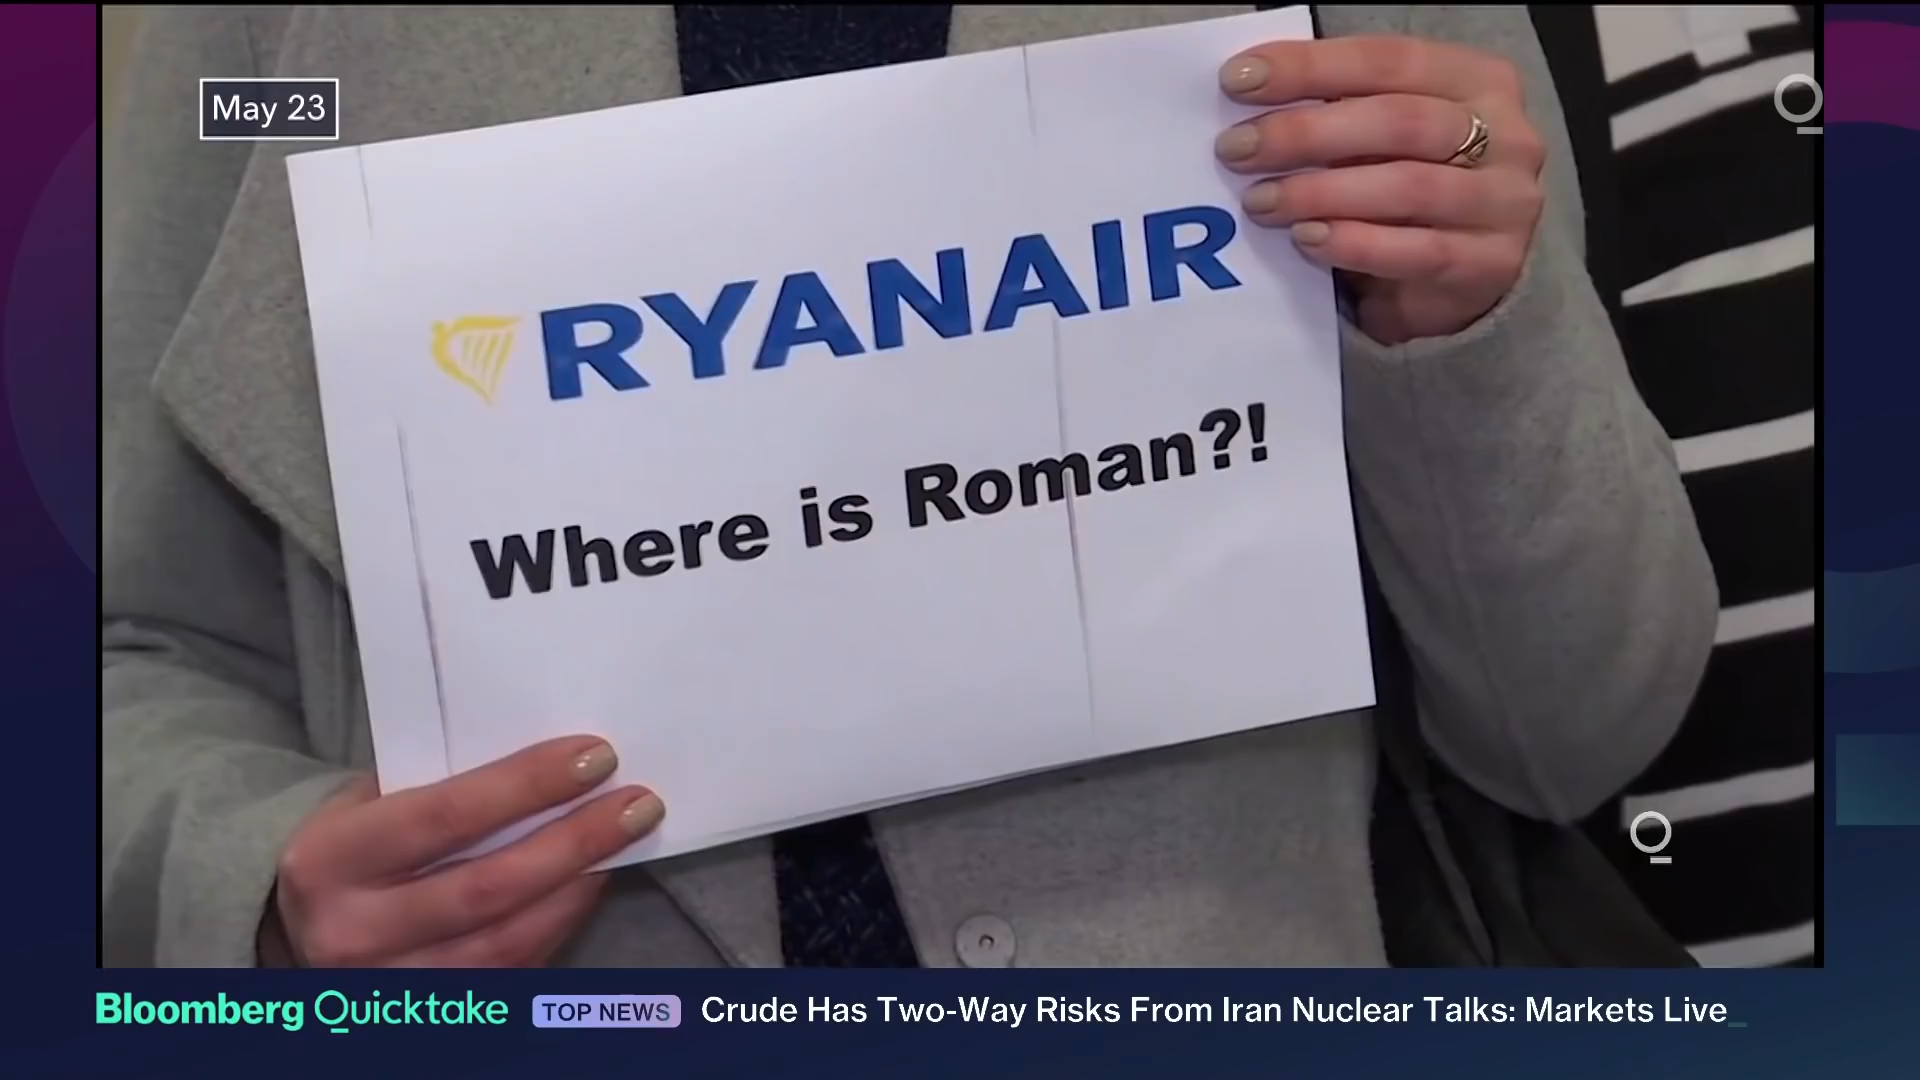 May 23
RYANAIR
Where is Roman?!
Bloomberg Quicktake
TOP NEWS
Crude Has Two-Way Risks From Iran Nuclear Talks: Markets Live_